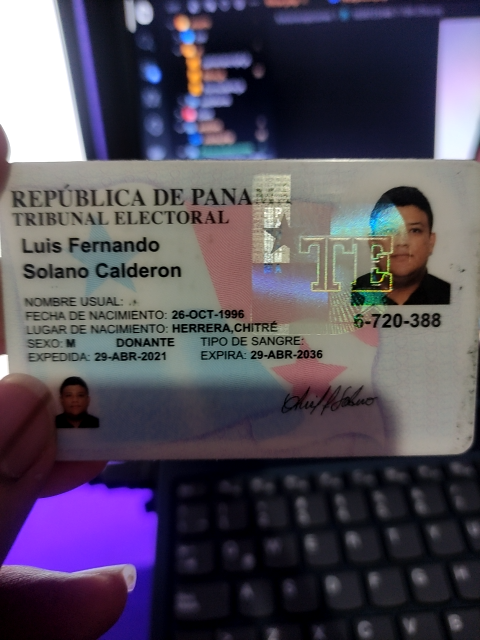 REPÚBLICA DE PANAMÁ
TRIBUNAL ELECTORAL
Luis Fernando
Solano Calderon
TE
NOMBRE USUAL:
6-720-388
FECHA DE NACIMIENTO: 26-OCT-1996
LUGAR DE NACIMIENTO: HERRERA,CHITRÉ
SEXO: M DONANTE TIPO DE SANGRE:
EXPEDIDA: 29-ABR-2021 EXPIRA: 29-ABR-2036